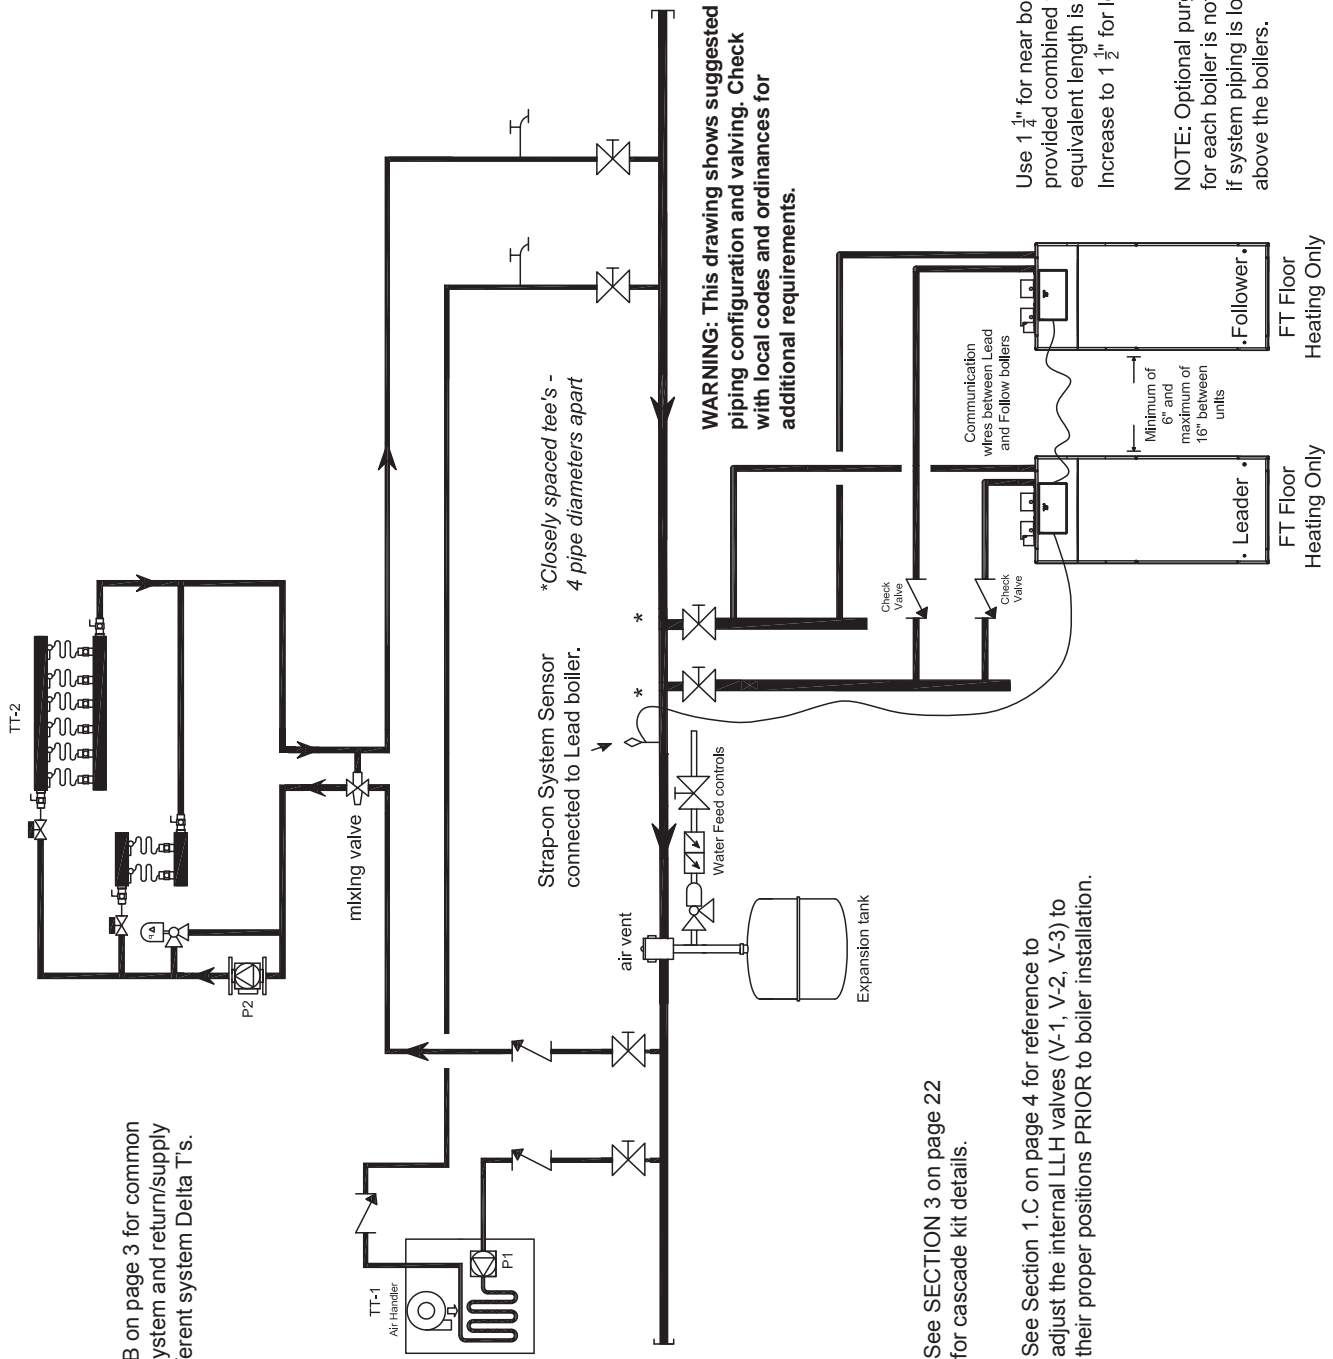 TT-2
P2
mixing valve
B on page 3 for common
ystem and return/supply
ferent system Delta T's.
TT-1
Air Handler
P1
Strap-on System Sensor
connected to Lead boiler.
*Closely spaced tee's -
4 pipe diameters apart
*
*
air vent
Water Feed controls
Expansion tank
WARNING: This drawing shows suggested
piping configuration and valving. Check
with local codes and ordinances for
additional requirements.
Check
Valve
Check
Valve
Communication
wires between Lead
and Follow boilers
Minimum of
6" and
maximum of
16" between
units
Leader
FT Floor
Heating Only
Follower
FT Floor
Heating Only
Use 1 1/4" for near bo
provided combined
equivalent length is
Increase to 1 1/2" for lo
NOTE: Optional purg
for each boiler is not
if system piping is lo
above the boilers.
See SECTION 3 on page 22
for cascade kit details.
See Section 1.C on page 4 for reference to
adjust the internal LLH valves (V-1, V-2, V-3) to
their proper positions PRIOR to boiler installation.